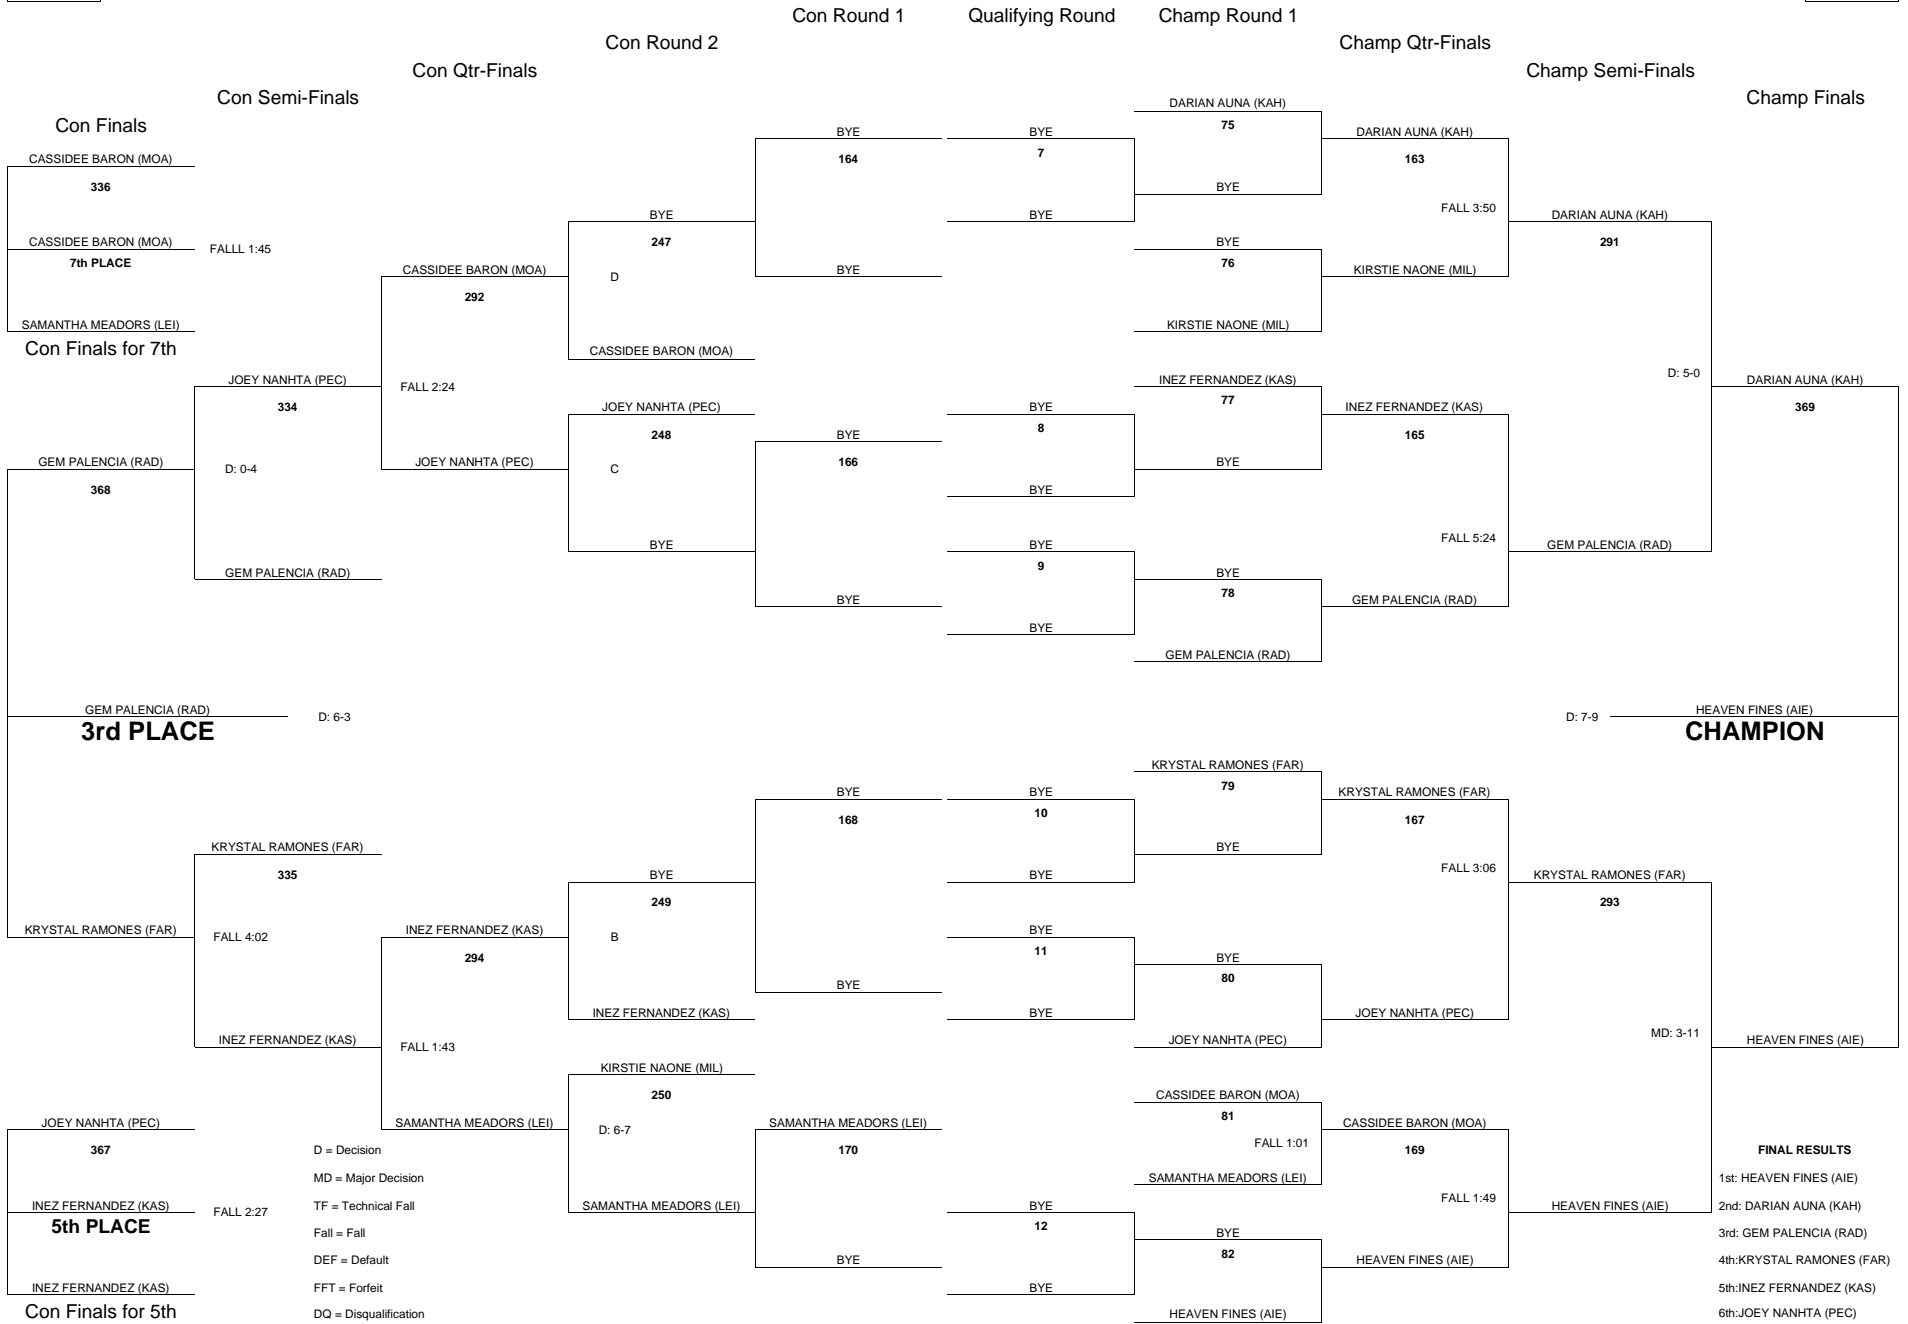 Con Round 1 Qualifying Round Champ Round 1
Con Round 2 Champ Qtr-Finals
Con Qtr-Finals Champ Semi-Finals
Con Semi-Finals Champ Finals
Con Finals
CASSIDEE BARON (MOA)
336
CASSIDEE BARON (MOA)
FALLL 1:45
7th PLACE
SAMANTHA MEADORS (LEI)
Con Finals for 7th
GEM PALENCIA (RAD)
368
GEM PALENCIA (RAD)
D: 6-3
3rd PLACE
KRYSTAL RAMONES (FAR)
JOEY NANHTA (PEC)
367
INEZ FERNANDEZ (KAS)
FALL 2:27
5th PLACE
INEZ FERNANDEZ (KAS)
Con Finals for 5th
JOEY NANHTA (PEC)
334
D: 0-4
GEM PALENCIA (RAD)
KRYSTAL RAMONES (FAR)
335
FALL 4:02
INEZ FERNANDEZ (KAS)
D = Decision
MD = Major Decision
TF = Technical Fall
Fall = Fall
DEF = Default
FFT = Forfeit
DQ = Disqualification
CASSIDEE BARON (MOA)
292
FALL 2:24
JOEY NANHTA (PEC)
INEZ FERNANDEZ (KAS)
294
FALL 1:43
SAMANTHA MEADORS (LEI)
BYE
247
D
CASSIDEE BARON (MOA)
JOEY NANHTA (PEC)
248
C
BYE
BYE
249
B
INEZ FERNANDEZ (KAS)
KIRSTIE NAONE (MIL)
250
D: 6-7
SAMANTHA MEADORS (LEI)
BYE
164
BYE
BYE
166
BYE
BYE
168
BYE
SAMANTHA MEADORS (LEI)
170
BYE
BYE
7
BYE
BYE
8
BYE
BYE
9
BYE
BYE
10
BYE
BYE
11
BYE
BYE
12
BYE
DARIAN AUNA (KAH)
75
BYE
BYE
76
KIRSTIE NAONE (MIL)
INEZ FERNANDEZ (KAS)
77
BYE
BYE
78
GEM PALENCIA (RAD)
KRYSTAL RAMONES (FAR)
79
BYE
BYE
80
JOEY NANHTA (PEC)
CASSIDEE BARON (MOA)
81
FALL 1:01
SAMANTHA MEADORS (LEI)
BYE
82
HEAVEN FINES (AIE)
DARIAN AUNA (KAH)
163
FALL 3:50
KIRSTIE NAONE (MIL)
INEZ FERNANDEZ (KAS)
165
FALL 5:24
GEM PALENCIA (RAD)
KRYSTAL RAMONES (FAR)
167
FALL 3:06
JOEY NANHTA (PEC)
CASSIDEE BARON (MOA)
169
FALL 1:49
HEAVEN FINES (AIE)
DARIAN AUNA (KAH)
291
D: 5-0
GEM PALENCIA (RAD)
KRYSTAL RAMONES (FAR)
293
MD: 3-11
HEAVEN FINES (AIE)
DARIAN AUNA (KAH)
369
D: 7-9
HEAVEN FINES (AIE)
CHAMPION
HEAVEN FINES (AIE)
FINAL RESULTS
1st: HEAVEN FINES (AIE)
2nd: DARIAN AUNA (KAH)
3rd: GEM PALENCIA (RAD)
4th:KRYSTAL RAMONES (FAR)
5th:INEZ FERNANDEZ (KAS)
6th:JOEY NANHTA (PEC)